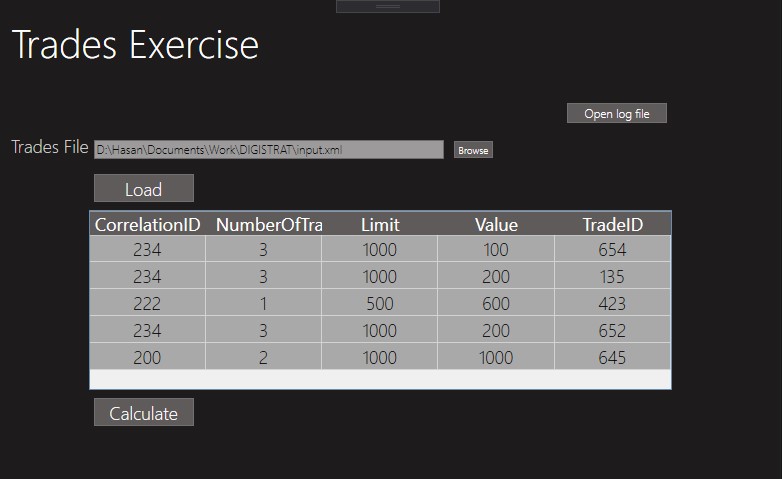 Trades Exercise
Open log file
Trades File D:\Hasan\Documents\Work\DIGISTRAT\input.xml Browse
Load
CorrelationID NumberOfTra Limit Value TradeID
234 3 1000 100 654
234 3 1000 200 135
222 1 500 600 423
234 3 1000 200 652
200 2 1000 1000 645
Calculate